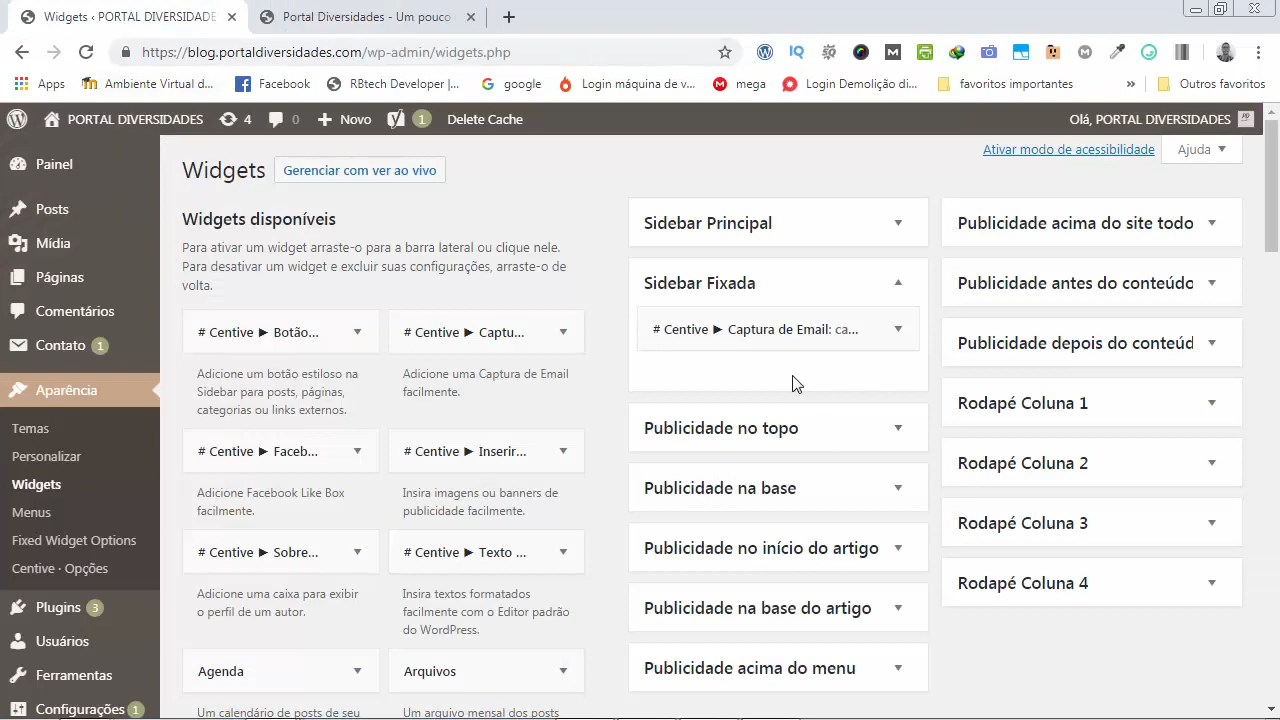 Widgets ‹ PORTAL DIVERSIDADE
Portal Diversidades - Um pouco
https://blog.portaldiversidades.com/wp-admin/widgets.php
Apps
Ambiente Virtual d...
Facebook
RBtech Developer |...
google
Login máquina de v...
mega
Login Demolição di...
favoritos importantes
»
Outros favoritos
PORTAL DIVERSIDADES
4
0
Novo
1
Delete Cache
Olá, PORTAL DIVERSIDADES
Painel
Posts
Mídia
Páginas
Comentários
Contato 1
Aparência
Temas
Personalizar
Widgets
Menus
Fixed Widget Options
Centive · Opções
Plugins 3
Usuários
Ferramentas
Configurações 1
Ativar modo de acessibilidade
Ajuda
Widgets
Gerenciar com ver ao vivo
Widgets disponíveis
Para ativar um widget arraste-o para a barra lateral ou clique nele.
Para desativar um widget e excluir suas configurações, arraste-o de
volta.
# Centive ► Botão...
Adicione um botão estiloso na
Sidebar para posts, páginas,
categorias ou links externos.
# Centive ► Captu...
Adicione uma Captura de Email
facilmente.
# Centive ► Faceb...
Adicione Facebook Like Box
facilmente.
# Centive ► Inserir...
Insira imagens ou banners de
publicidade facilmente.
# Centive ► Sobre...
Adicione uma caixa para exibir
o perfil de um autor.
# Centive ► Texto ...
Insira textos formatados
facilmente com o Editor padrão
do WordPress.
Agenda
Um calendário de posts de seu
Arquivos
Um arquivo mensal dos posts
Sidebar Principal
Sidebar Fixada
# Centive ► Captura de Email: ca...
Publicidade no topo
Publicidade na base
Publicidade no início do artigo
Publicidade na base do artigo
Publicidade acima do menu
Publicidade acima do site todo
Publicidade antes do conteúdo
Publicidade depois do conteúd
Rodapé Coluna 1
Rodapé Coluna 2
Rodapé Coluna 3
Rodapé Coluna 4